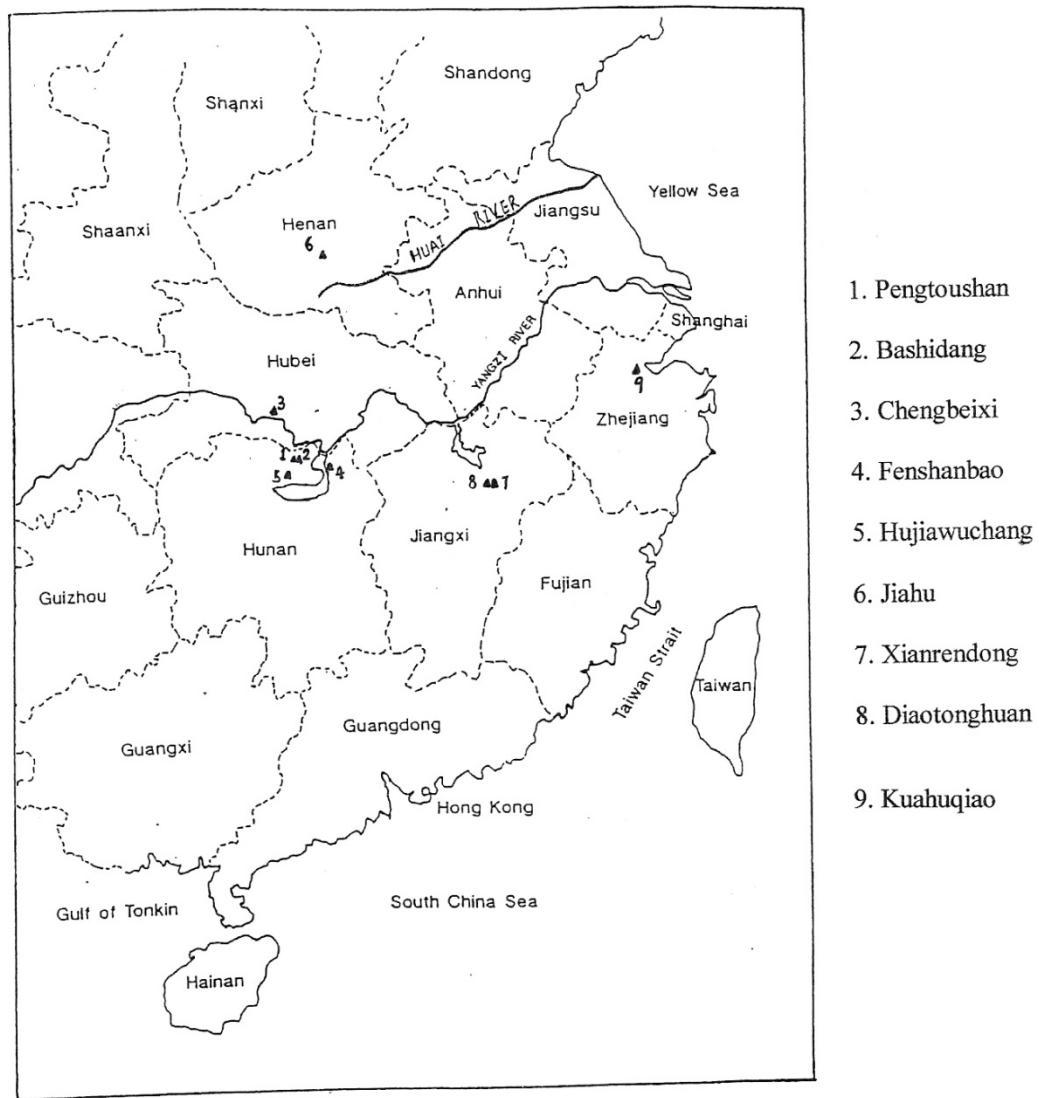 Shandong
Shanxi
Yellow Sea
Henan
HUAI RIVER
Jiangsu
Shaanxi
6
Anhui
Shanghai
Hubei
YANGZI RIVER
9
Zhejiang
3
1 2
4
5
8 7
Hunan
Jiangxi
Guizhou
Fujian
Taiwan Strait
Taiwan
Guangxi
Guangdong
Hong Kong
Gulf of Tonkin
South China Sea
Hainan
1. Pengtoushan
2. Bashidang
3. Chengbeixi
4. Fenshanbao
5. Hujiawuchang
6. Jiahu
7. Xianrendong
8. Diaotonghuan
9. Kuahuqiao